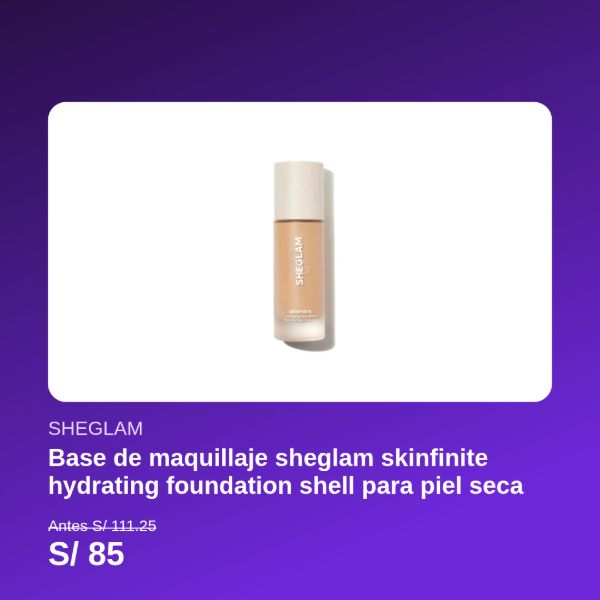 SHEGLAM
SHEGLAM
Base de maquillaje sheglam skinfinite
hydrating foundation shell para piel seca
Antes S/ 111.25
S/ 85